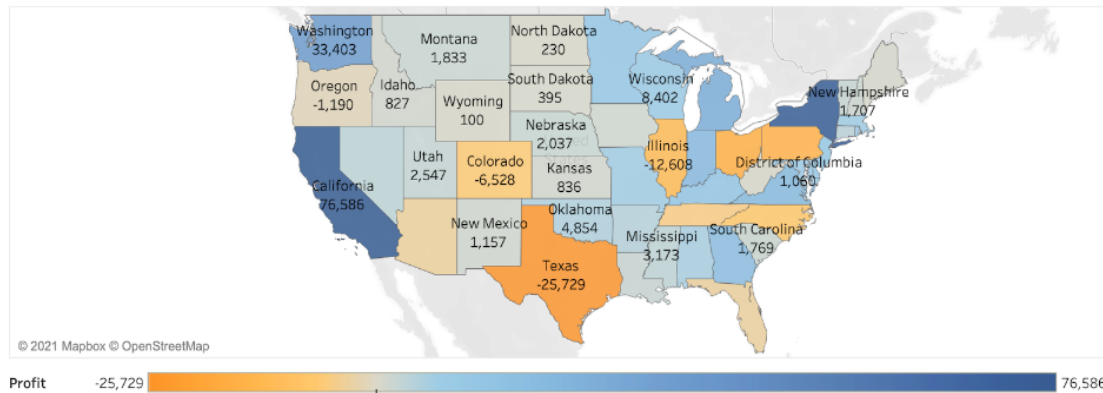 Washington
33,403
Montana
1,833
North Dakota
230
Oregon
-1,190
Idaho
827
Wyoming
100
South Dakota
395
Wisconsin
8,402
New Hampshire
1,707
Nebraska
2,037
Utah
2,547
Colorado
-6,528
Kansas
836
Illinois
-12,608
District of Columbia
1,060
California
76,586
New Mexico
1,157
Oklahoma
4,854
Mississippi
3,173
South Carolina
1,769
Texas
-25,729
© 2021 Mapbox © OpenStreetMap
Profit -25,729 76,586